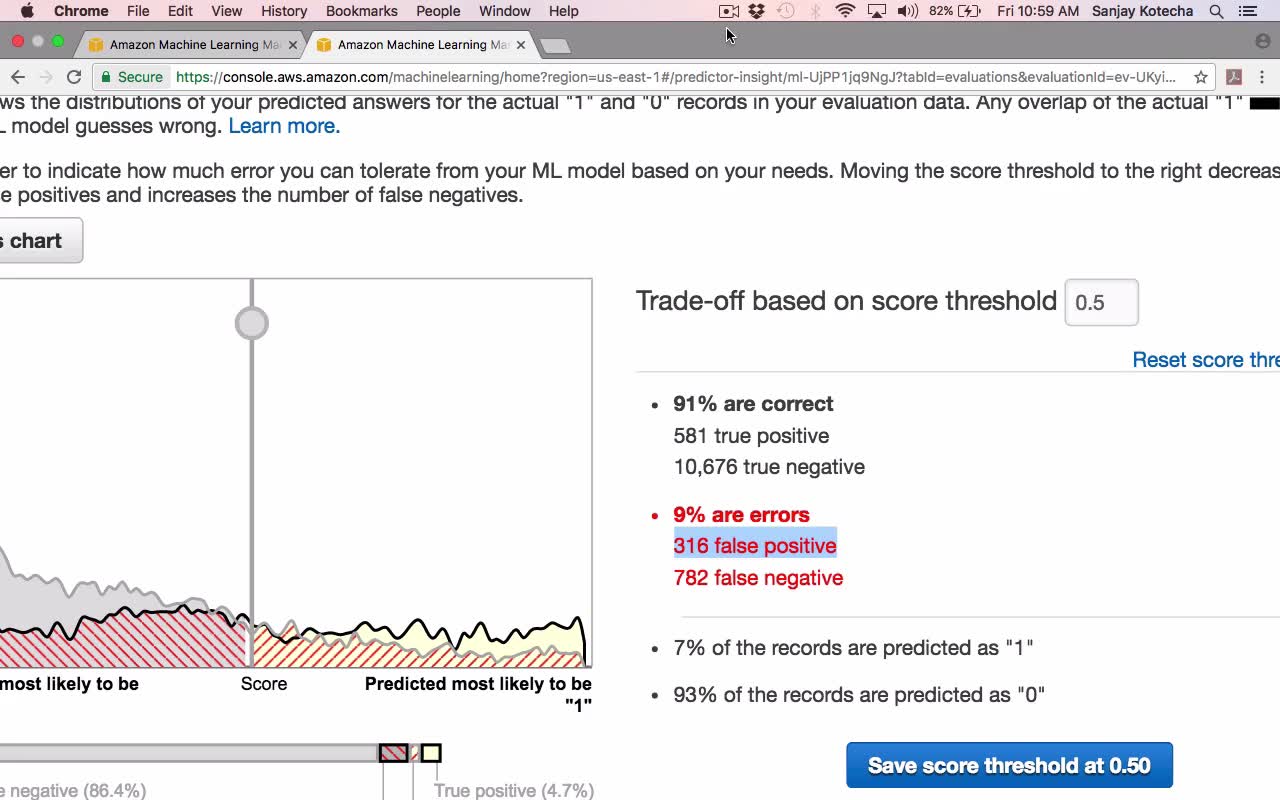 Chrome File Edit View History Bookmarks People Window Help 82% Fri 10:59 AM Sanjay Kotecha
Amazon Machine Learning Ma Amazon Machine Learning Ma
Secure https://console.aws.amazon.com/machinelearning/home?region=us-east-1#/predictor-insight/ml-UjPP1jq9NgJ?tabId=evaluations&evaluationId=ev-UKyi...
ws the distributions of your predicted answers for the actual "1" and "0" records in your evaluation data. Any overlap of the actual "1"
L model guesses wrong. Learn more.
er to indicate how much error you can tolerate from your ML model based on your needs. Moving the score threshold to the right decreas
e positives and increases the number of false negatives.
s chart
Trade-off based on score threshold 0.5
Reset score thre
• 91% are correct
581 true positive
10,676 true negative
• 9% are errors
316 false positive
782 false negative
• 7% of the records are predicted as "1"
• 93% of the records are predicted as "0"
most likely to be Score Predicted most likely to be
"1"
Save score threshold at 0.50
e negative (86.4%) True positive (4.7%)